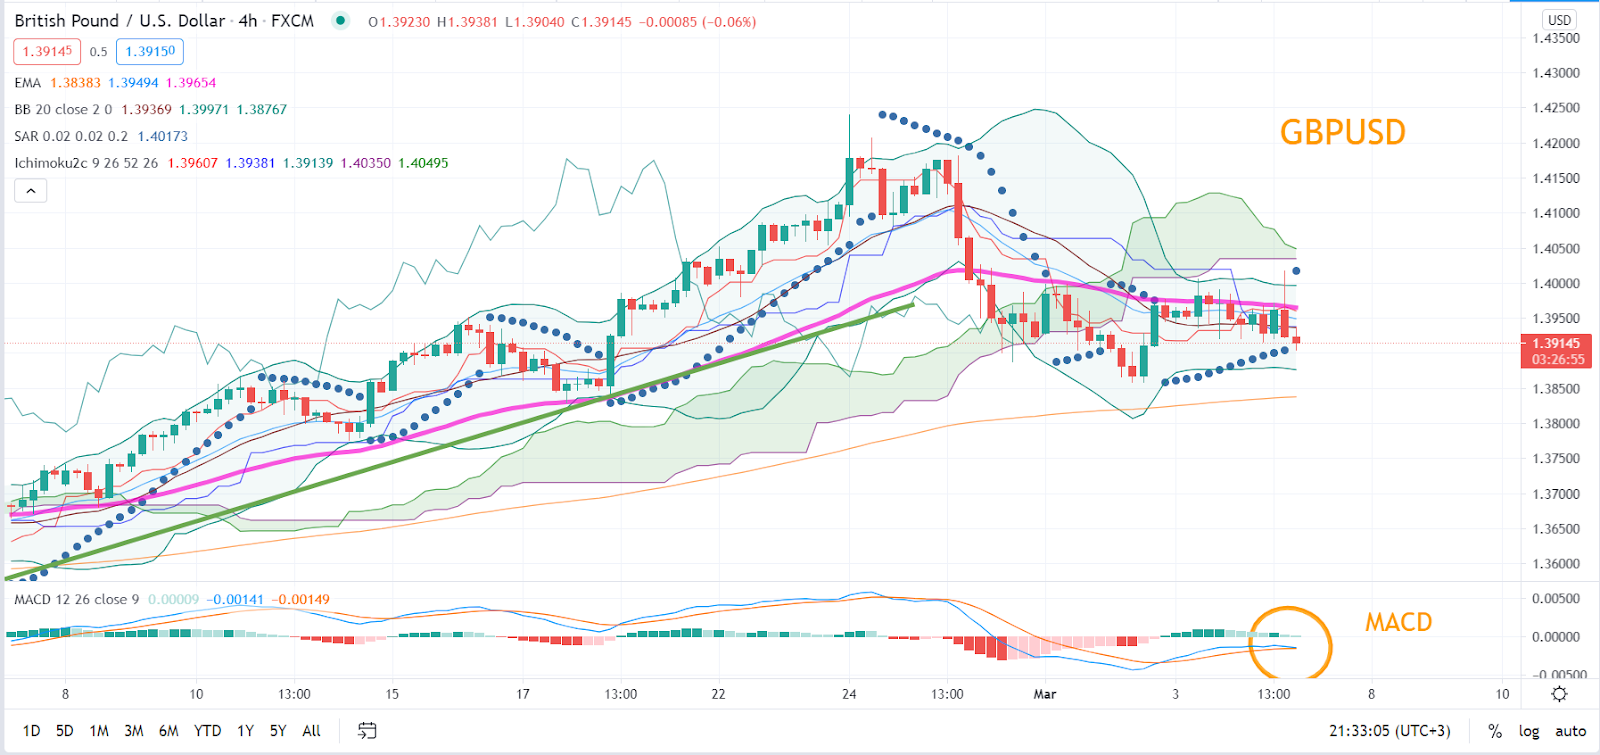 British Pound / U.S. Dollar · 4h · FXCM O1.39230 H1.39381 L1.39040 C1.39145 −0.00085 (−0.06%)
1.39145 0.5 1.39150
EMA 1.38383 1.39494 1.39654
BB 20 close 2 0 1.39369 1.39971 1.38767
SAR 0.02 0.02 0.2 1.40173
Ichimoku2c 9 26 52 26 1.39607 1.39381 1.39139 1.40350 1.40495
GBPUSD
USD
1.43500
1.43000
1.42500
1.42000
1.41500
1.41000
1.40500
1.40000
1.39500
1.39145
03:26:55
1.38500
1.38000
1.37500
1.37000
1.36500
1.36000
MACD 12 26 close 9 0.00009 −0.00141 −0.00149
MACD
0.00500
0.00000
−0.00500
8 10 13:00 15 17 13:00 22 24 13:00 Mar 3 13:00 8 10
1D 5D 1M 3M 6M YTD 1Y 5Y All 21:33:05 (UTC+3) % log auto